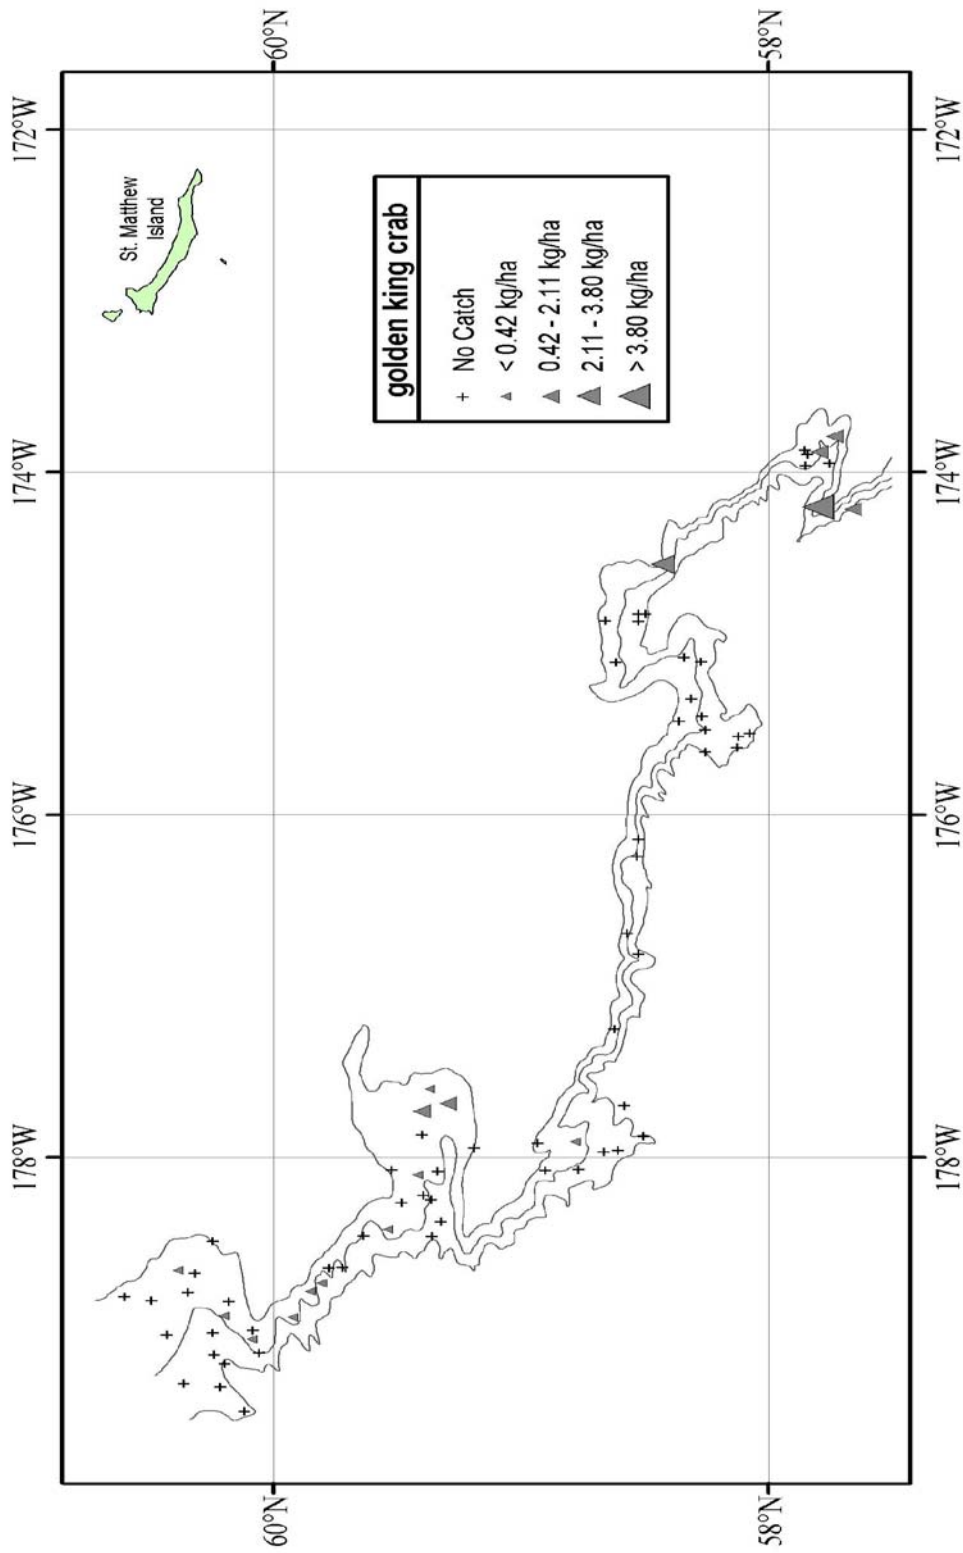 172°W
174°W
176°W
178°W
60°N
58°N
St. Matthew
Island
golden king crab
No Catch
< 0.42 kg/ha
0.42 - 2.11 kg/ha
2.11 - 3.80 kg/ha
> 3.80 kg/ha
60°N
58°N
172°W
174°W
176°W
178°W